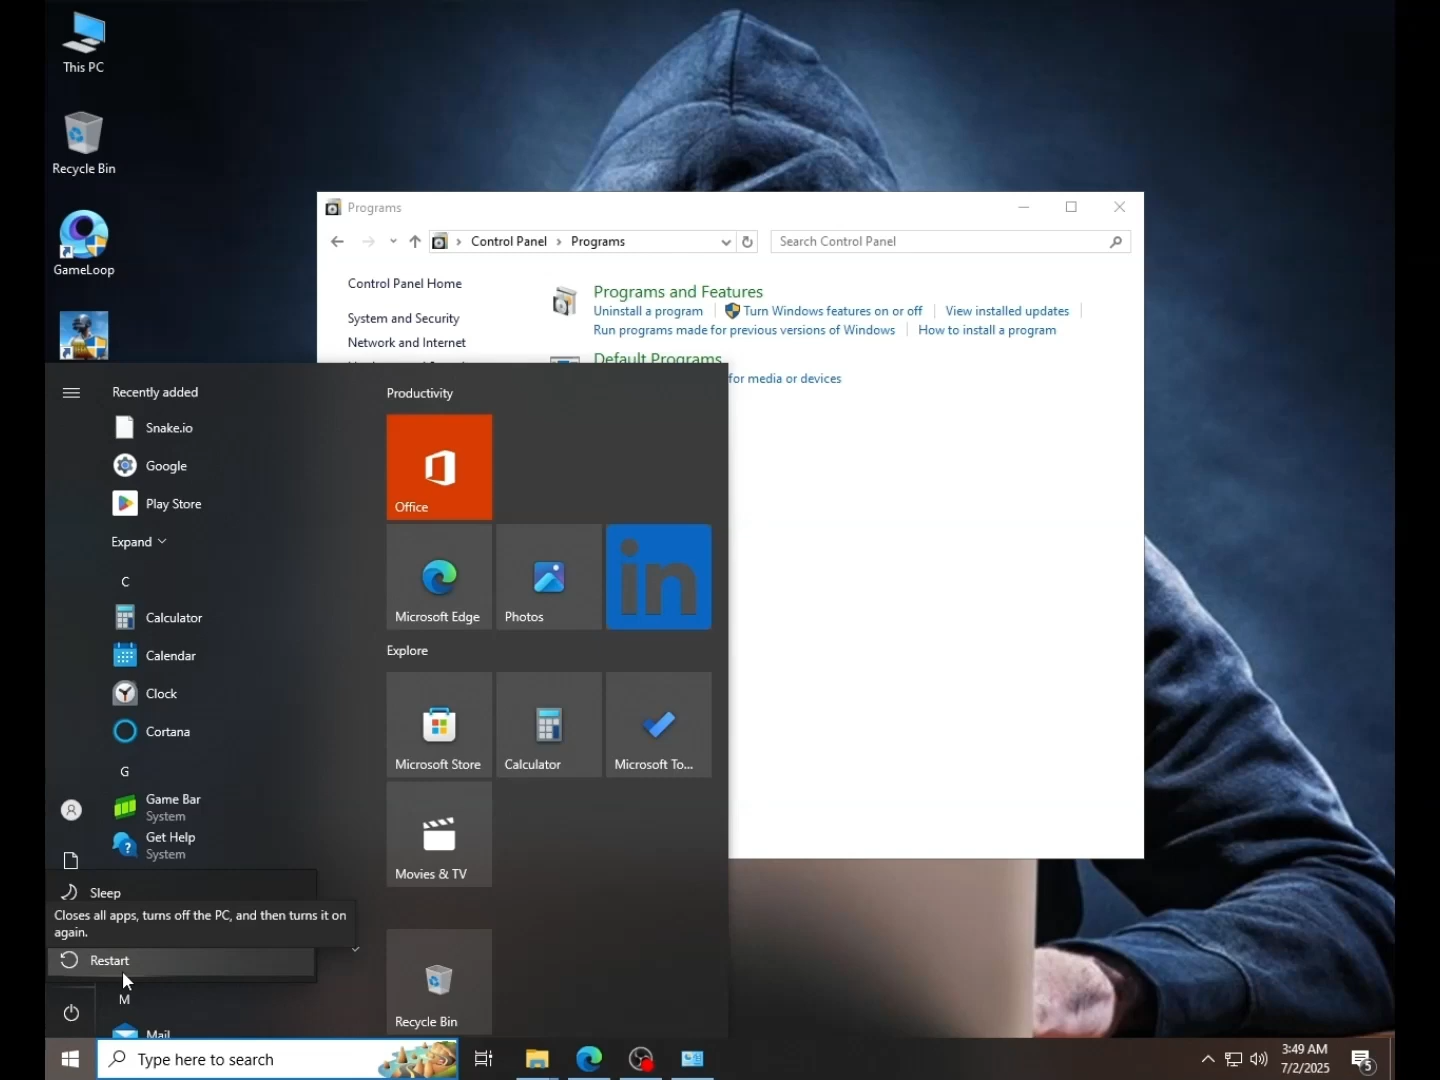 This PC
Recycle Bin
GameLoop
Programs
Control Panel
Programs
Search Control Panel
Control Panel Home
System and Security
Network and Internet
Programs and Features
Uninstall a program
Turn Windows features on or off
View installed updates
Run programs made for previous versions of Windows
How to install a program
Default Programs
for media or devices
Recently added
Snake.io
Google
Play Store
Expand
C
Calculator
Calendar
Clock
Cortana
G
Game Bar
System
Get Help
System
Sleep
Closes all apps, turns off the PC, and then turns it on
again.
Restart
M
Mail
Productivity
Office
Microsoft Edge
Photos
in
Explore
Microsoft Store
Calculator
Microsoft To...
Movies & TV
Recycle Bin
Type here to search
3:49 AM
7/2/2025
5